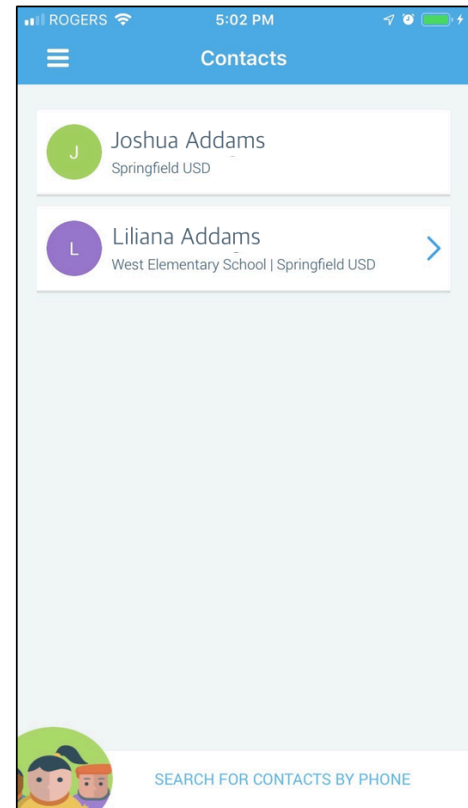 ROGERS 5:02 PM
Contacts
J
Joshua Addams
Springfield USD
L
Liliana Addams
West Elementary School | Springfield USD
SEARCH FOR CONTACTS BY PHONE